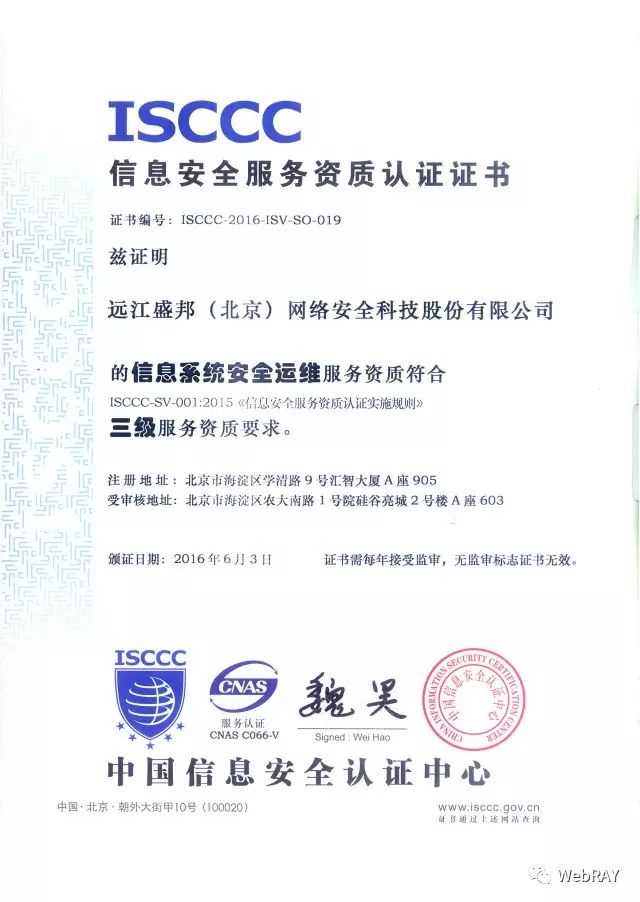 ISCCC
信息安全服务资质认证证书
证书编号：ISCCC-2016-ISV-SO-019
兹证明
远江盛邦（北京）网络安全科技股份有限公司
的信息系统安全运维服务资质符合
ISCCC-SV-001:2015《信息安全服务资质认证实施规则》
三级服务资质要求。
注册地址：北京市海淀区学清路9号汇智大厦A座905
受审核地址：北京市海淀区农大南路1号院硅谷亮城2号楼A座603
颁证日期：2016年6月3日 证书需每年接受监审，无监审标志证书无效。
ISCCC
CNAS
服务认证
CNAS C066-V
魏昊
Signed : Wei Hao
CHINA INFORMATION SECURITY CERTIFICATION CENTER
中国信息安全认证中心
中国信息安全认证中心
中国·北京·朝外大街甲10号（100020）
www.isccc.gov.cn
证书通过上述网站查询
WebRAY